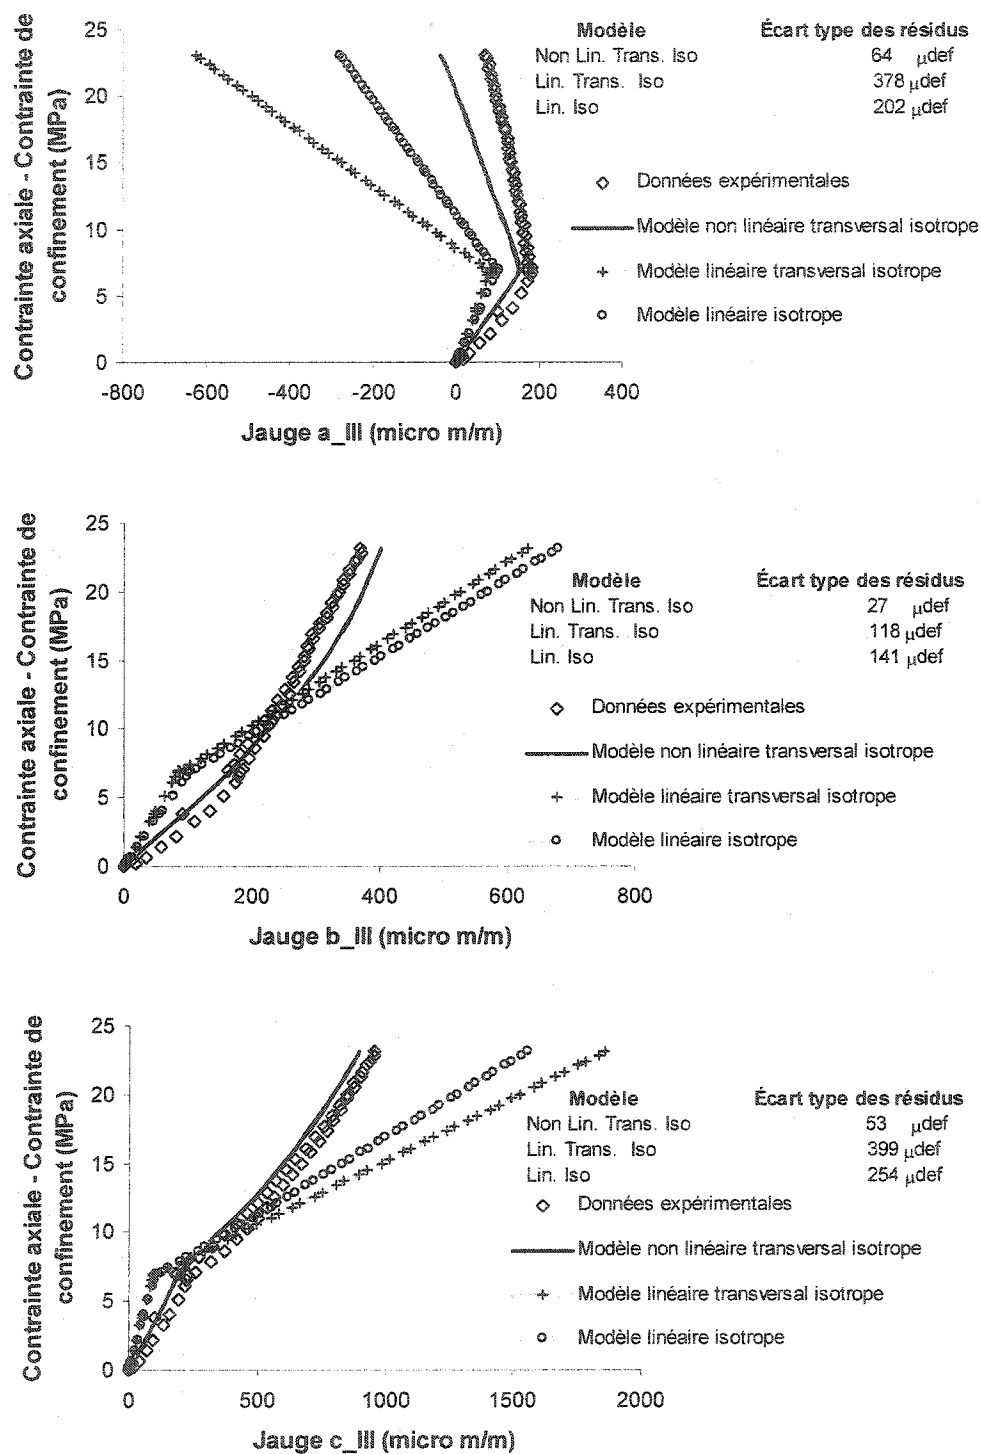 Contrainte axiale - Contrainte de
confinement (MPa)
25
20
15
10
5
0
-800 -600 -400 -200 0 200 400
Jauge a_III (micro m/m)
Modèle Écart type des résidus
Non Lin. Trans. Iso 64 μdef
Lin. Trans. Iso 378 μdef
Lin. Iso 202 μdef
Données expérimentales
Modèle non linéaire transversal isotrope
Modèle linéaire transversal isotrope
Modèle linéaire isotrope
Contrainte axiale - Contrainte de
confinement (MPa)
25
20
15
10
5
0
0 200 400 600 800
Jauge b_III (micro m/m)
Modèle Écart type des résidus
Non Lin. Trans. Iso 27 μdef
Lin. Trans. Iso 118 μdef
Lin. Iso 141 μdef
Données expérimentales
Modèle non linéaire transversal isotrope
Modèle linéaire transversal isotrope
Modèle linéaire isotrope
Contrainte axiale - Contrainte de
confinement (MPa)
25
20
15
10
5
0
0 500 1000 1500 2000
Jauge c_III (micro m/m)
Modèle Écart type des résidus
Non Lin. Trans. Iso 53 μdef
Lin. Trans. Iso 399 μdef
Lin. Iso 254 μdef
Données expérimentales
Modèle non linéaire transversal isotrope
Modèle linéaire transversal isotrope
Modèle linéaire isotrope